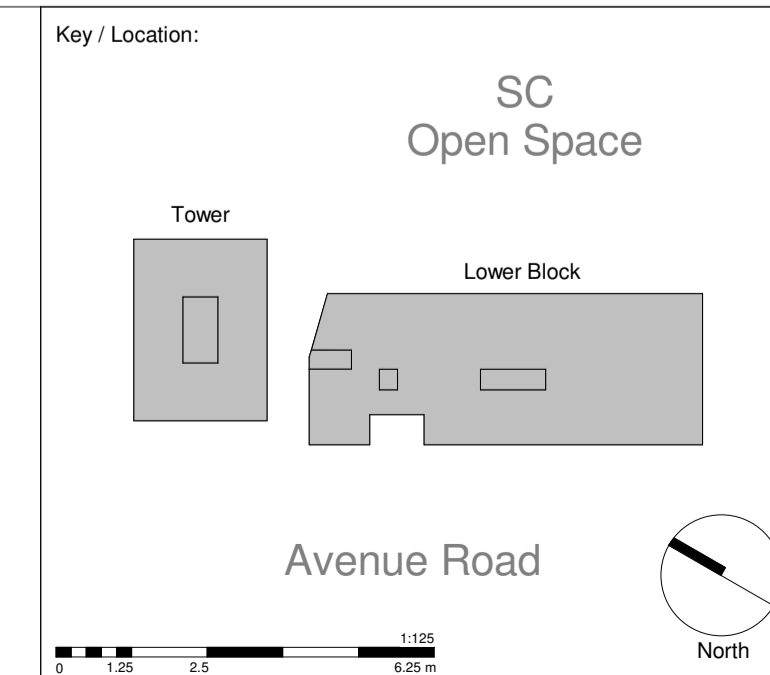 Key / Location:
SC
Open Space
Tower
Lower Block
Avenue Road
1:125
0 1.25 2.5 6.25 m
North